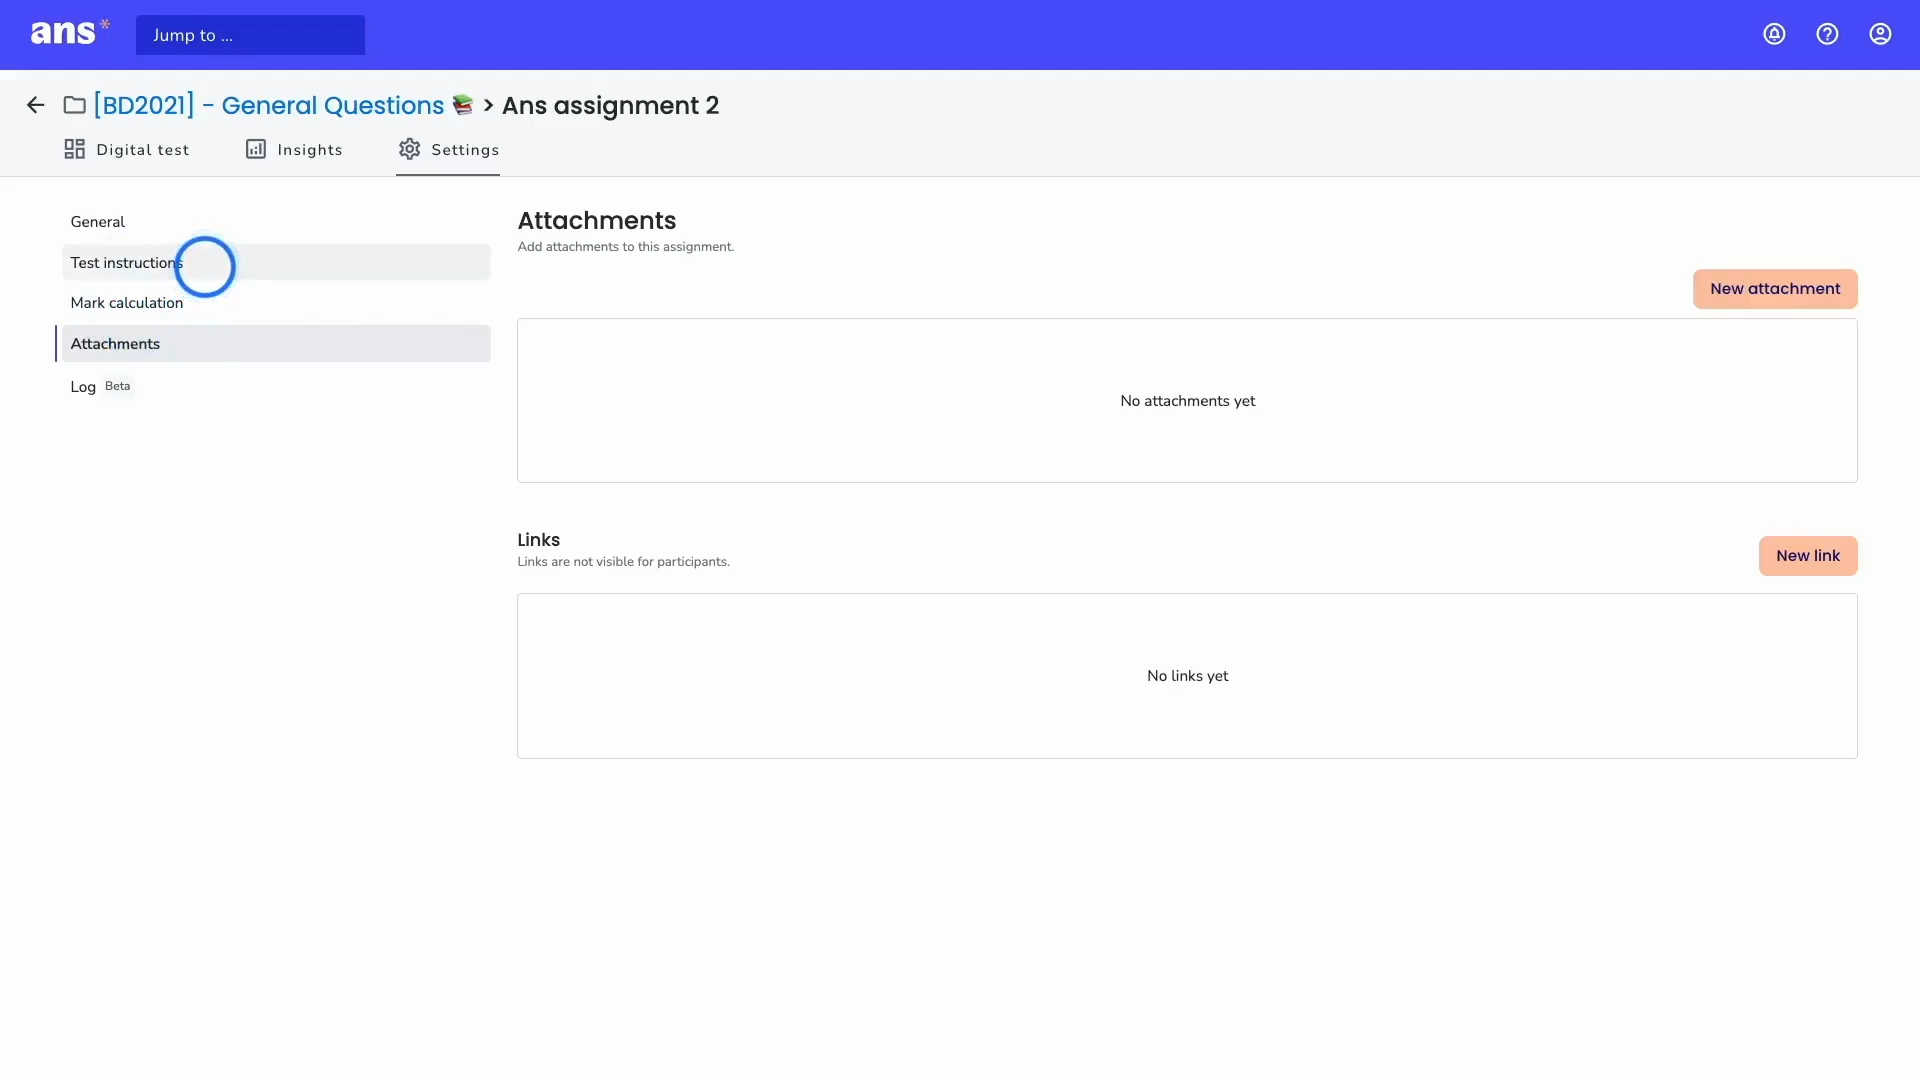 ans*
Jump to ...
[BD2021] - General Questions 📚 > Ans assignment 2
Digital test
Insights
Settings
General
Test instructions
Mark calculation
Attachments
Log Beta
Attachments
Add attachments to this assignment.
New attachment
No attachments yet
Links
Links are not visible for participants.
New link
No links yet